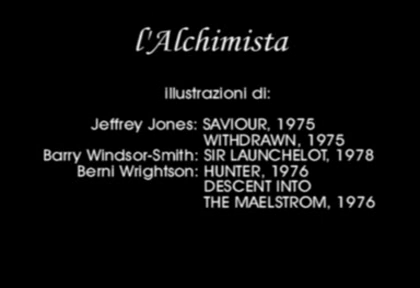 l'Alchimista
illustrazioni di:
Jeffrey Jones: SAVIOUR, 1975
WITHDRAWN, 1975
Barry Windsor-Smith: SIR LAUNCHELOT, 1978
Berni Wrightson: HUNTER, 1976
DESCENT INTO
THE MAELSTROM, 1976